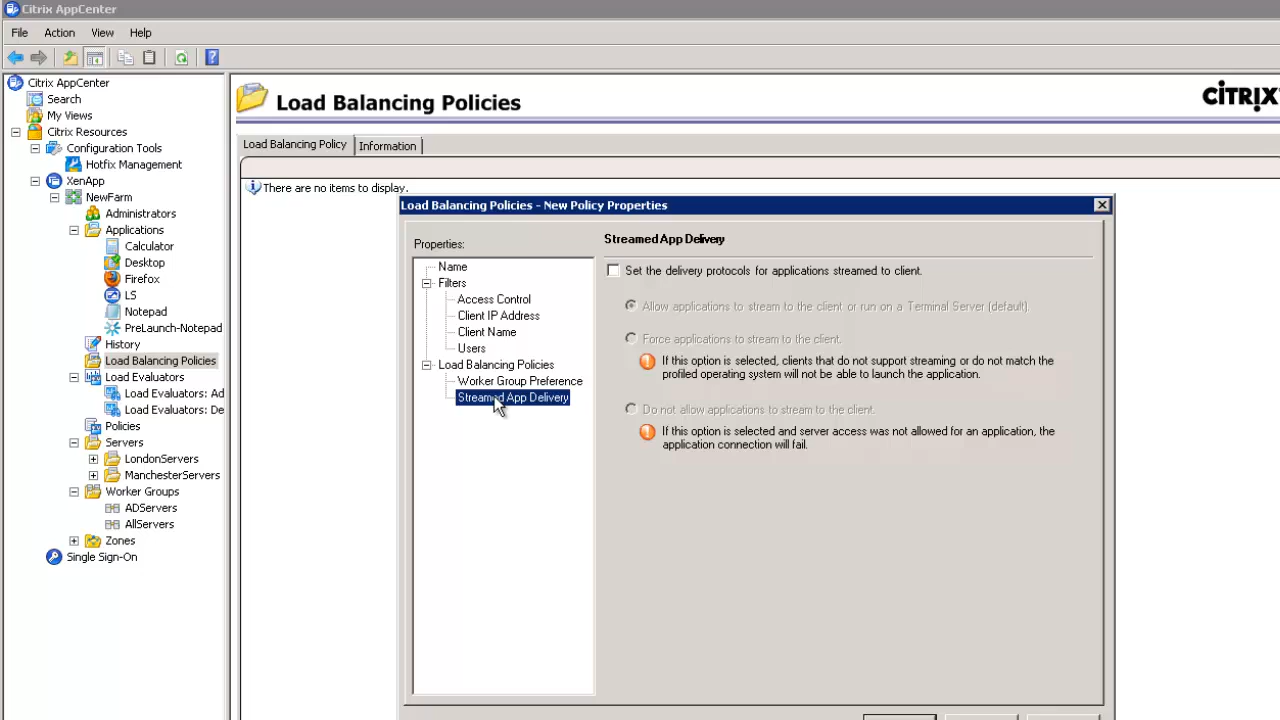 Citrix AppCenter
File Action View Help
Citrix AppCenter
Search
My Views
Citrix Resources
Configuration Tools
Hotfix Management
XenApp
NewFarm
Administrators
Applications
Calculator
Desktop
Firefox
LS
Notepad
PreLaunch-Notepad
History
Load Balancing Policies
Load Evaluators
Load Evaluators: Ad
Load Evaluators: De
Policies
Servers
LondonServers
ManchesterServers
Worker Groups
ADServers
AllServers
Zones
Single Sign-On
Load Balancing Policies
CİTRIX
Load Balancing Policy Information
There are no items to display.
Load Balancing Policies - New Policy Properties
Properties:
Name
Filters
Access Control
Client IP Address
Client Name
Users
Load Balancing Policies
Worker Group Preference
Streamed App Delivery
Streamed App Delivery
Set the delivery protocols for applications streamed to client.
Allow applications to stream to the client or run on a Terminal Server (default).
Force applications to stream to the client.
If this option is selected, clients that do not support streaming or do not match the
profiled operating system will not be able to launch the application.
Do not allow applications to stream to the client.
If this option is selected and server access was not allowed for an application, the
application connection will fail.